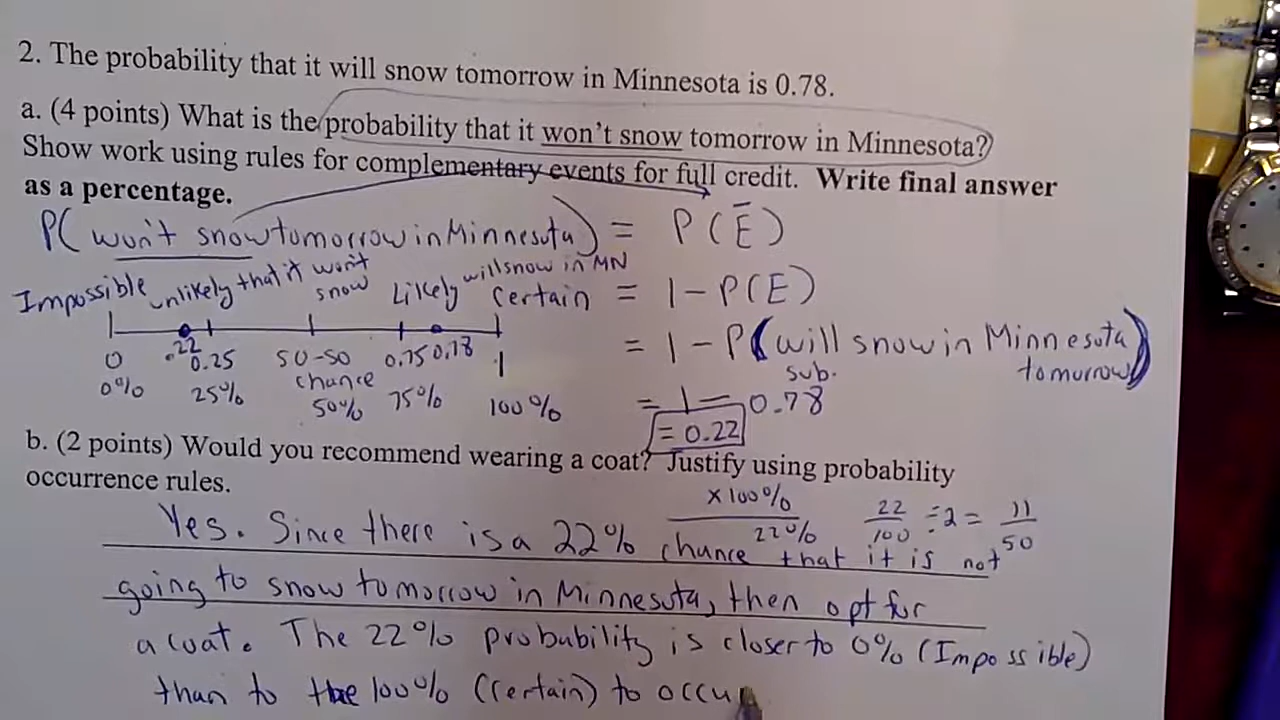 2. The probability that it will snow tomorrow in Minnesota is 0.78.
a. (4 points) What is the probability that it won't snow tomorrow in Minnesota?
Show work using rules for complementary events for full credit. Write final answer
as a percentage.
P( won't snow tomorrow in Minnesota ) = P(E̅)
Impossible unlikely that it won't snow Likely will snow in MN certain = 1 - P(E)
= 1 - P( will snow in Minnesota tomorrow )
sub.
0 .22 0.25 50-50 chance 0.75 0.78 1
0% 25% 50% 75% 100%
= 1 - 0.78
= 0.22
b. (2 points) Would you recommend wearing a coat? Justify using probability
occurrence rules.
x 100%
22%
22/100 ÷2 = 11/50
Yes. Since there is a 22% chance that it is not
going to snow tomorrow in Minnesota, then opt for
a coat. The 22% probability is closer to 0% (Impossible)
than to the 100% (certain) to occur